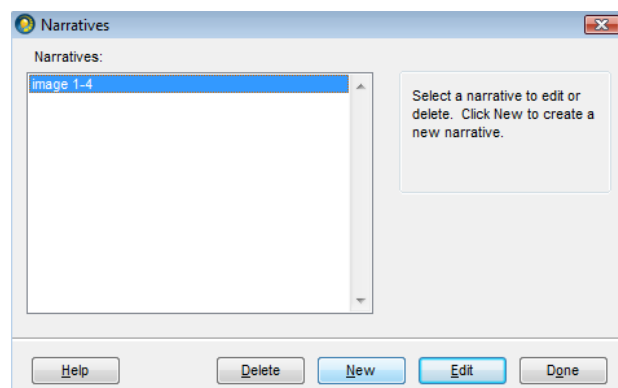 Narratives
Narratives:
image 1-4
Select a narrative to edit or
delete. Click New to create a
new narrative.
Help
Delete
New
Edit
Done